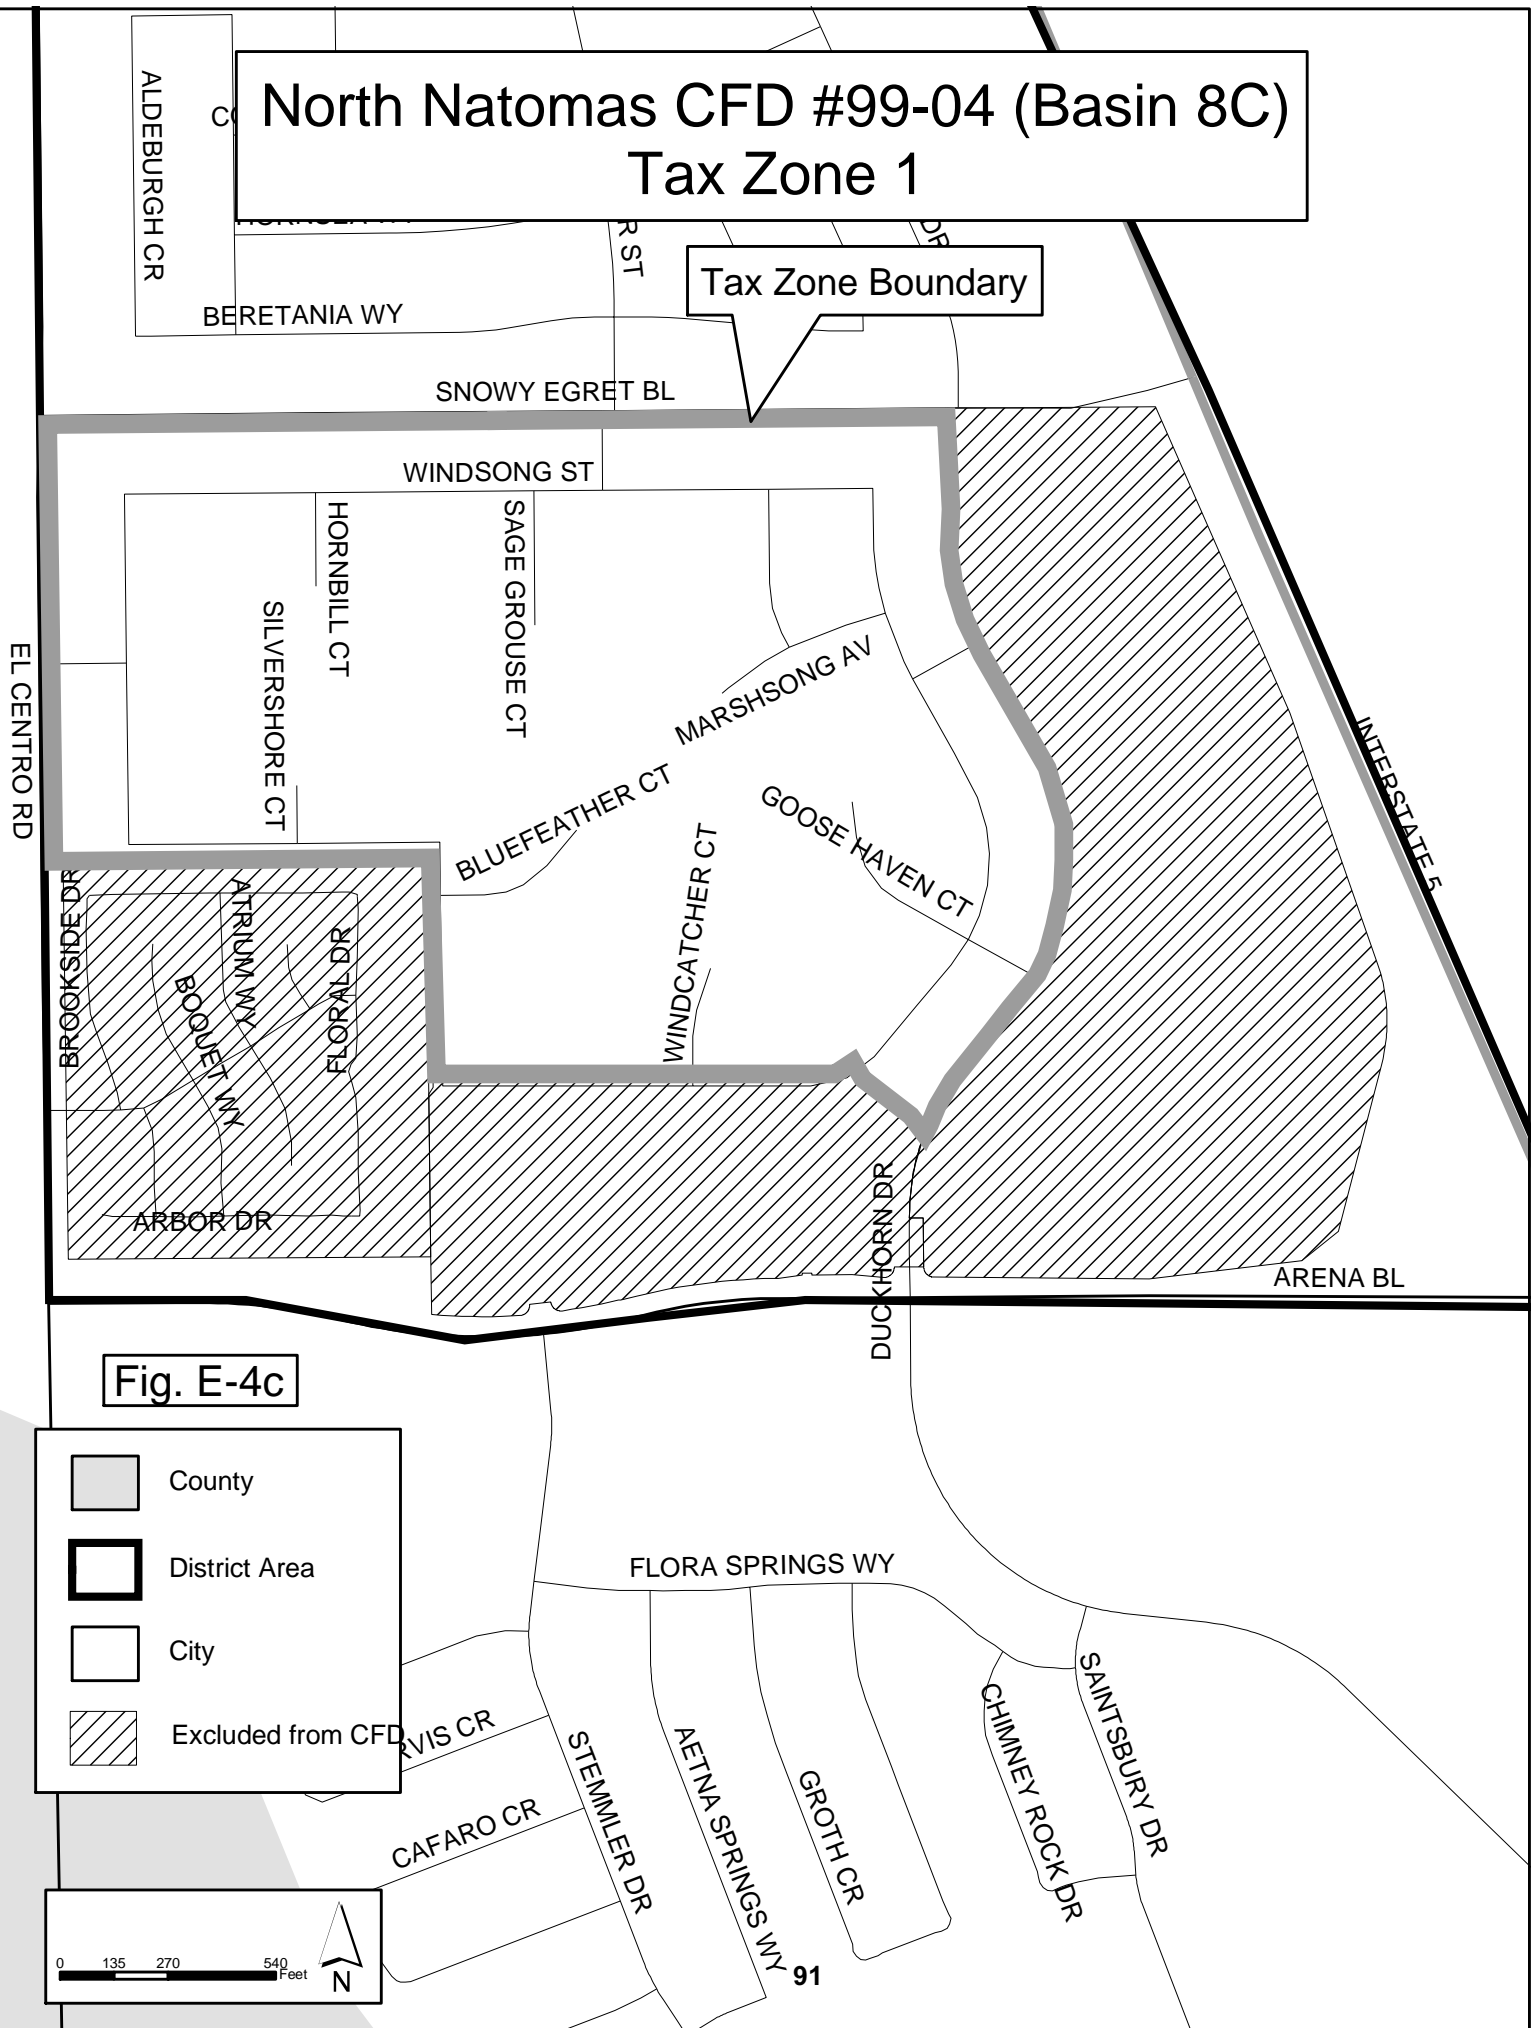 North Natomas CFD #99-04 (Basin 8C)
Tax Zone 1
ALDEBURGH CR
R ST
DR
Tax Zone Boundary
BERETANIA WY
SNOWY EGRET BL
WINDSONG ST
HORNBILL CT
SAGE GROUSE CT
SILVERSHORE CT
EL CENTRO RD
MARSHSONG AV
BLUEFEATHER CT
GOOSE HAVEN CT
WINDCATCHER CT
INTERSTATE 5
BROOKSIDE DR
ATRIUM WY
BOQUET WY
FLORAL DR
ARBOR DR
DUCKHORN DR
ARENA BL
Fig. E-4c
County
District Area
City
Excluded from CFD
RVIS CR
FLORA SPRINGS WY
CAFARO CR
STEMMLER DR
AETNA SPRINGS WY
GROTH CR
CHIMNEY ROCK DR
SAINTSBURY DR
0 135 270 540
Feet
N
91